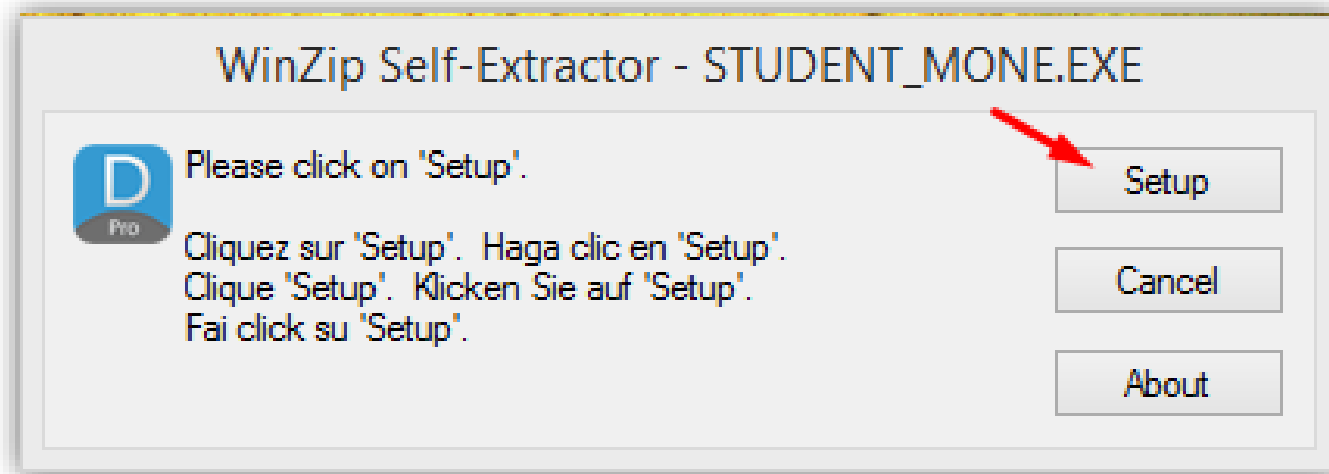 WinZip Self-Extractor - STUDENT_MONE.EXE
D
Pro
Please click on 'Setup'.
Cliquez sur 'Setup'.  Haga clic en 'Setup'.
Clique 'Setup'.  Klicken Sie auf 'Setup'.
Fai click su 'Setup'.
Setup
Cancel
About